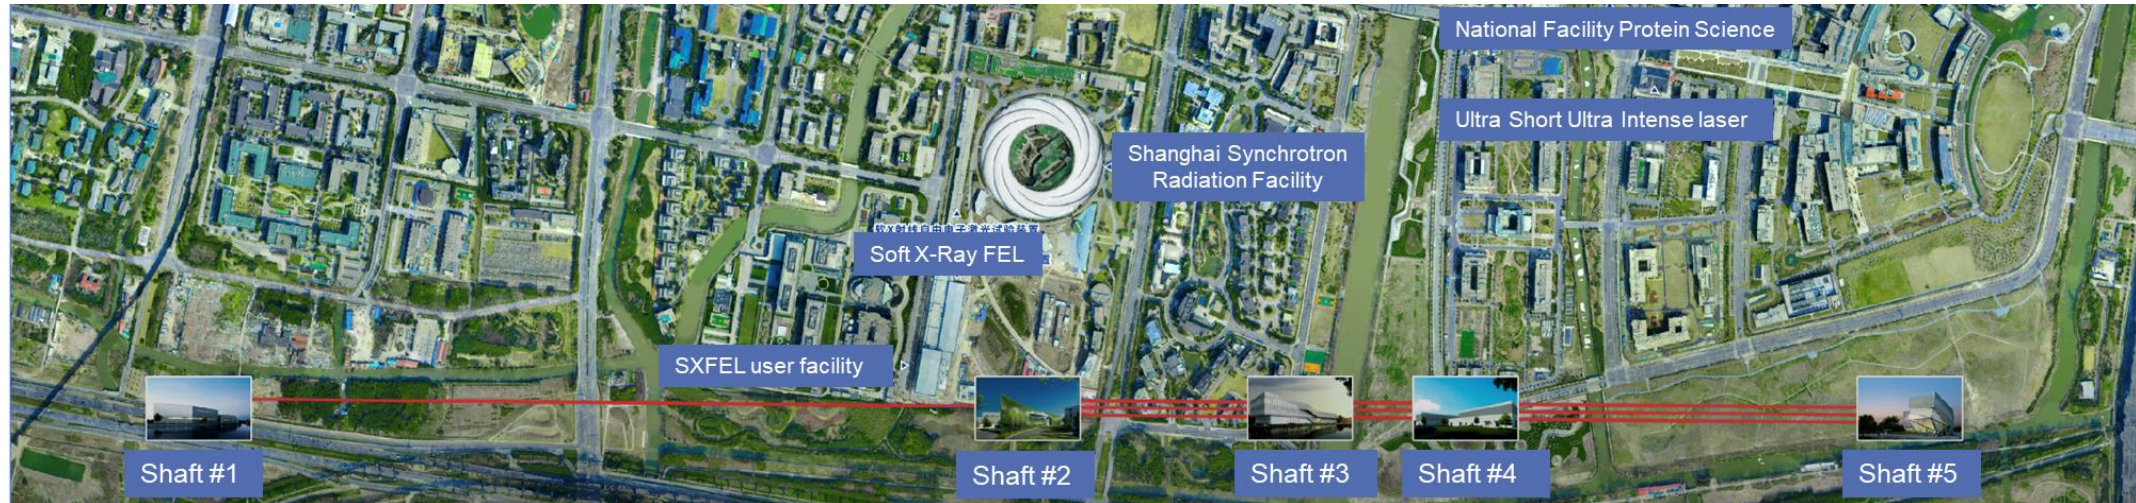 National Facility Protein Science
Ultra Short Ultra Intense laser
Shanghai Synchrotron
Radiation Facility
Soft X-Ray FEL
SXFEL user facility
Shaft #1
Shaft #2
Shaft #3
Shaft #4
Shaft #5